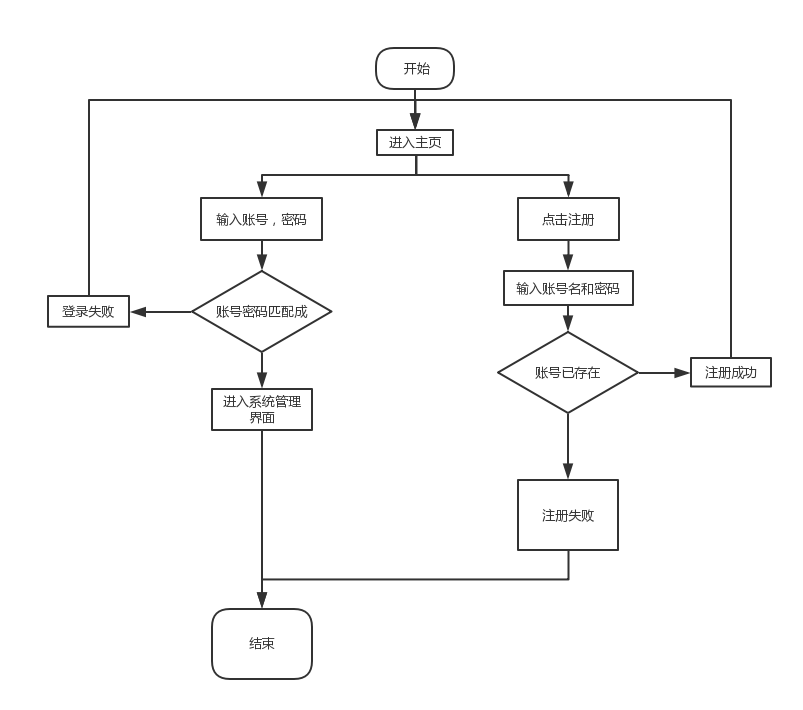 开始
进入主页
输入账号，密码
点击注册
输入账号名和密码
登录失败
账号密码匹配成
账号已存在
注册成功
进入系统管理
界面
注册失败
结束